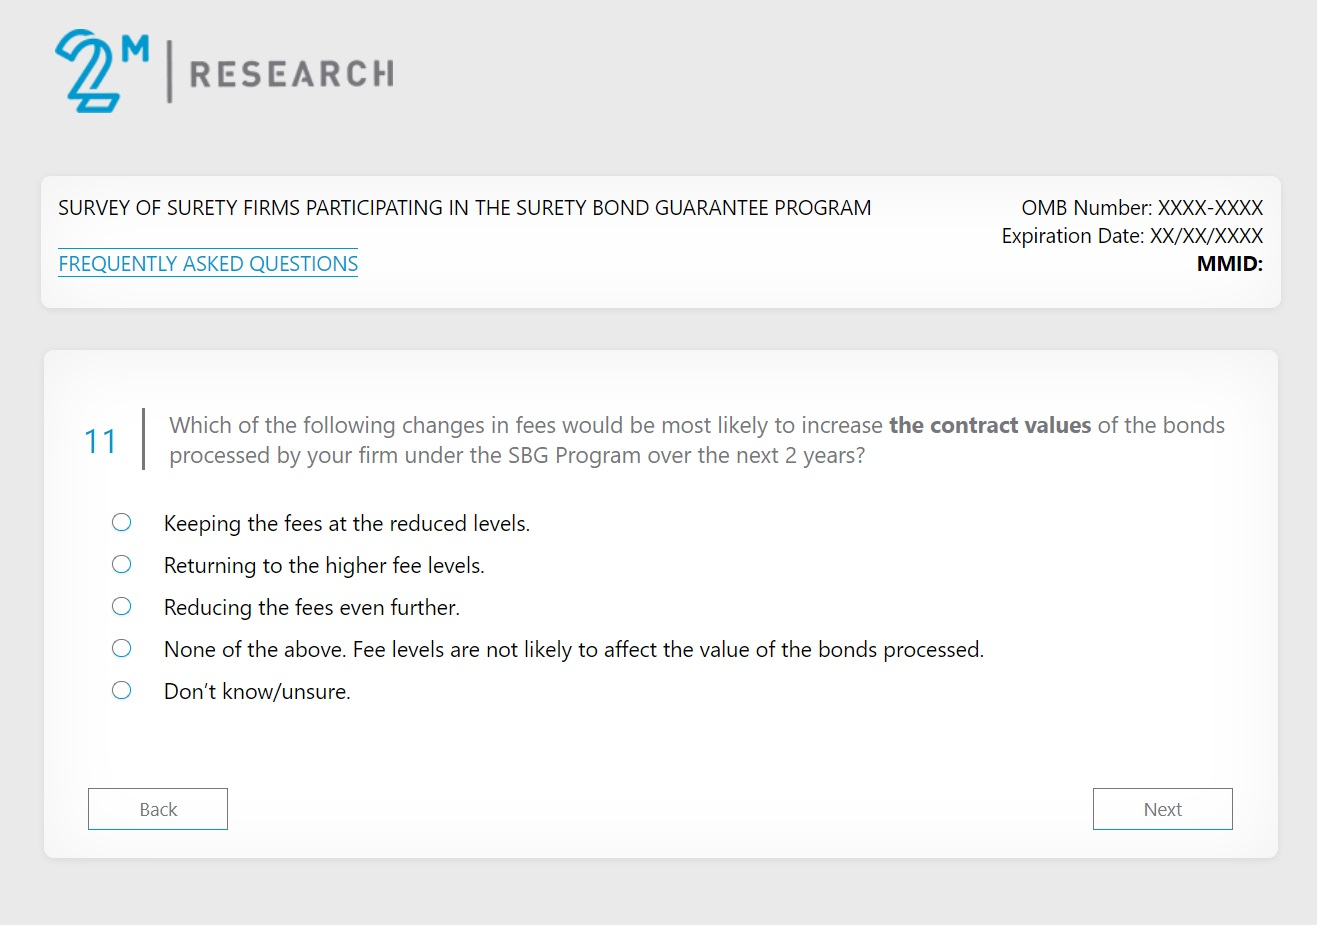 2M RESEARCH
SURVEY OF SURETY FIRMS PARTICIPATING IN THE SURETY BOND GUARANTEE PROGRAM
OMB Number: XXXX-XXXX
Expiration Date: XX/XX/XXXX
FREQUENTLY ASKED QUESTIONS
MMID:
11
Which of the following changes in fees would be most likely to increase the contract values of the bonds
processed by your firm under the SBG Program over the next 2 years?
Keeping the fees at the reduced levels.
Returning to the higher fee levels.
Reducing the fees even further.
None of the above. Fee levels are not likely to affect the value of the bonds processed.
Don’t know/unsure.
Back
Next